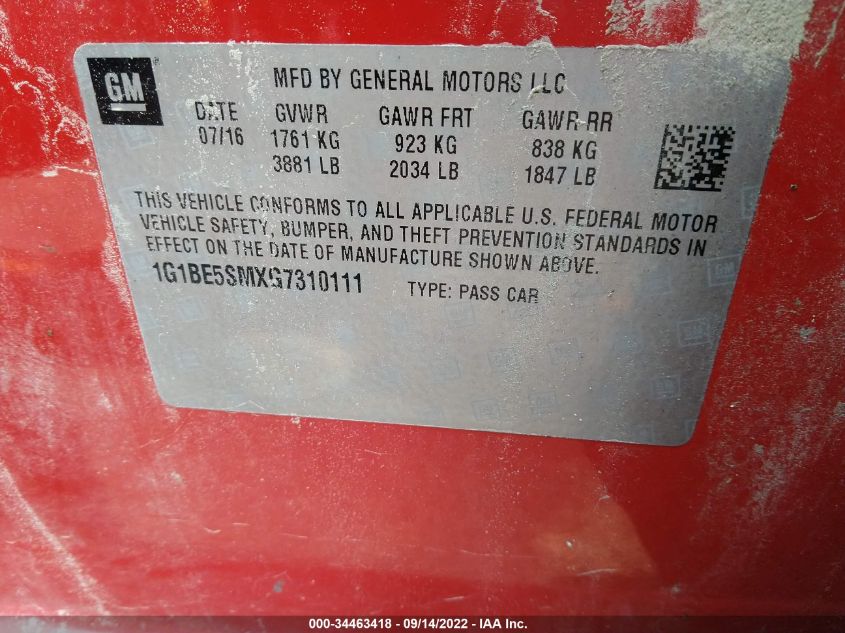 GM
MFD BY GENERAL MOTORS LLC
DATE GVWR GAWR FRT GAWR RR
07/16 1761 KG 923 KG 838 KG
3881 LB 2034 LB 1847 LB
THIS VEHICLE CONFORMS TO ALL APPLICABLE U.S. FEDERAL MOTOR
VEHICLE SAFETY, BUMPER, AND THEFT PREVENTION STANDARDS IN
EFFECT ON THE DATE OF MANUFACTURE SHOWN ABOVE.
1G1BE5SMXG7310111 TYPE: PASS CAR
000-34463418 - 09/14/2022 - IAA Inc.